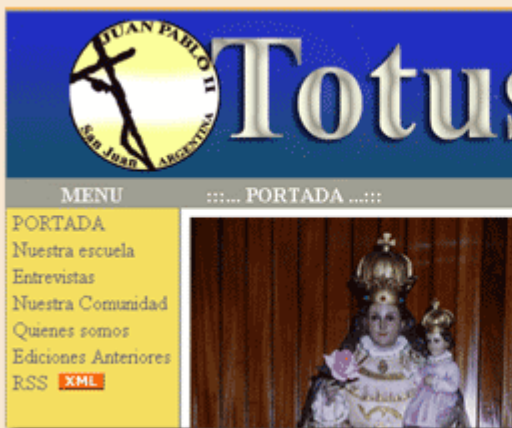 JUAN PABLO II
San Juan ARGENTINA
Totus
MENU
:::... PORTADA ...:::
PORTADA
Nuestra escuela
Entrevistas
Nuestra Comunidad
Quienes somos
Ediciones Anteriores
RSS XML